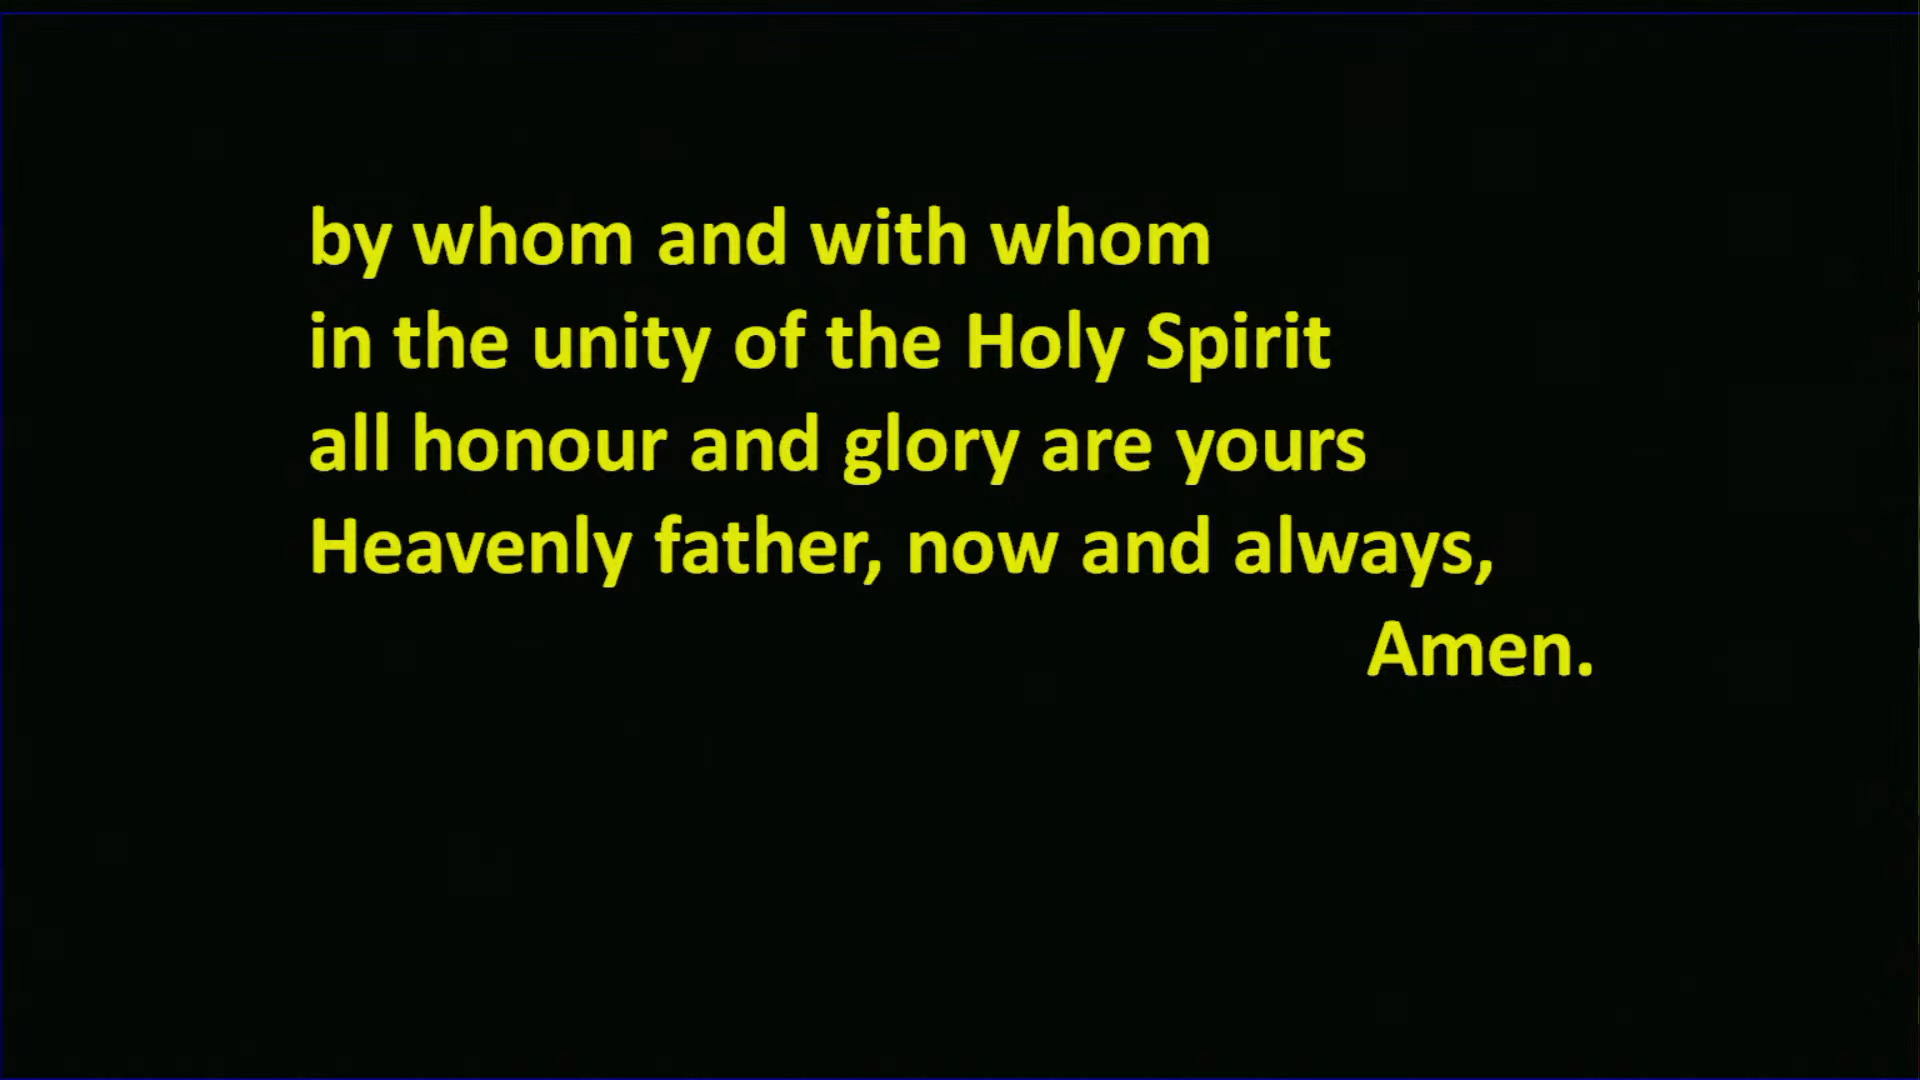 by whom and with whom
in the unity of the Holy Spirit
all honour and glory are yours
Heavenly father, now and always,
Amen.